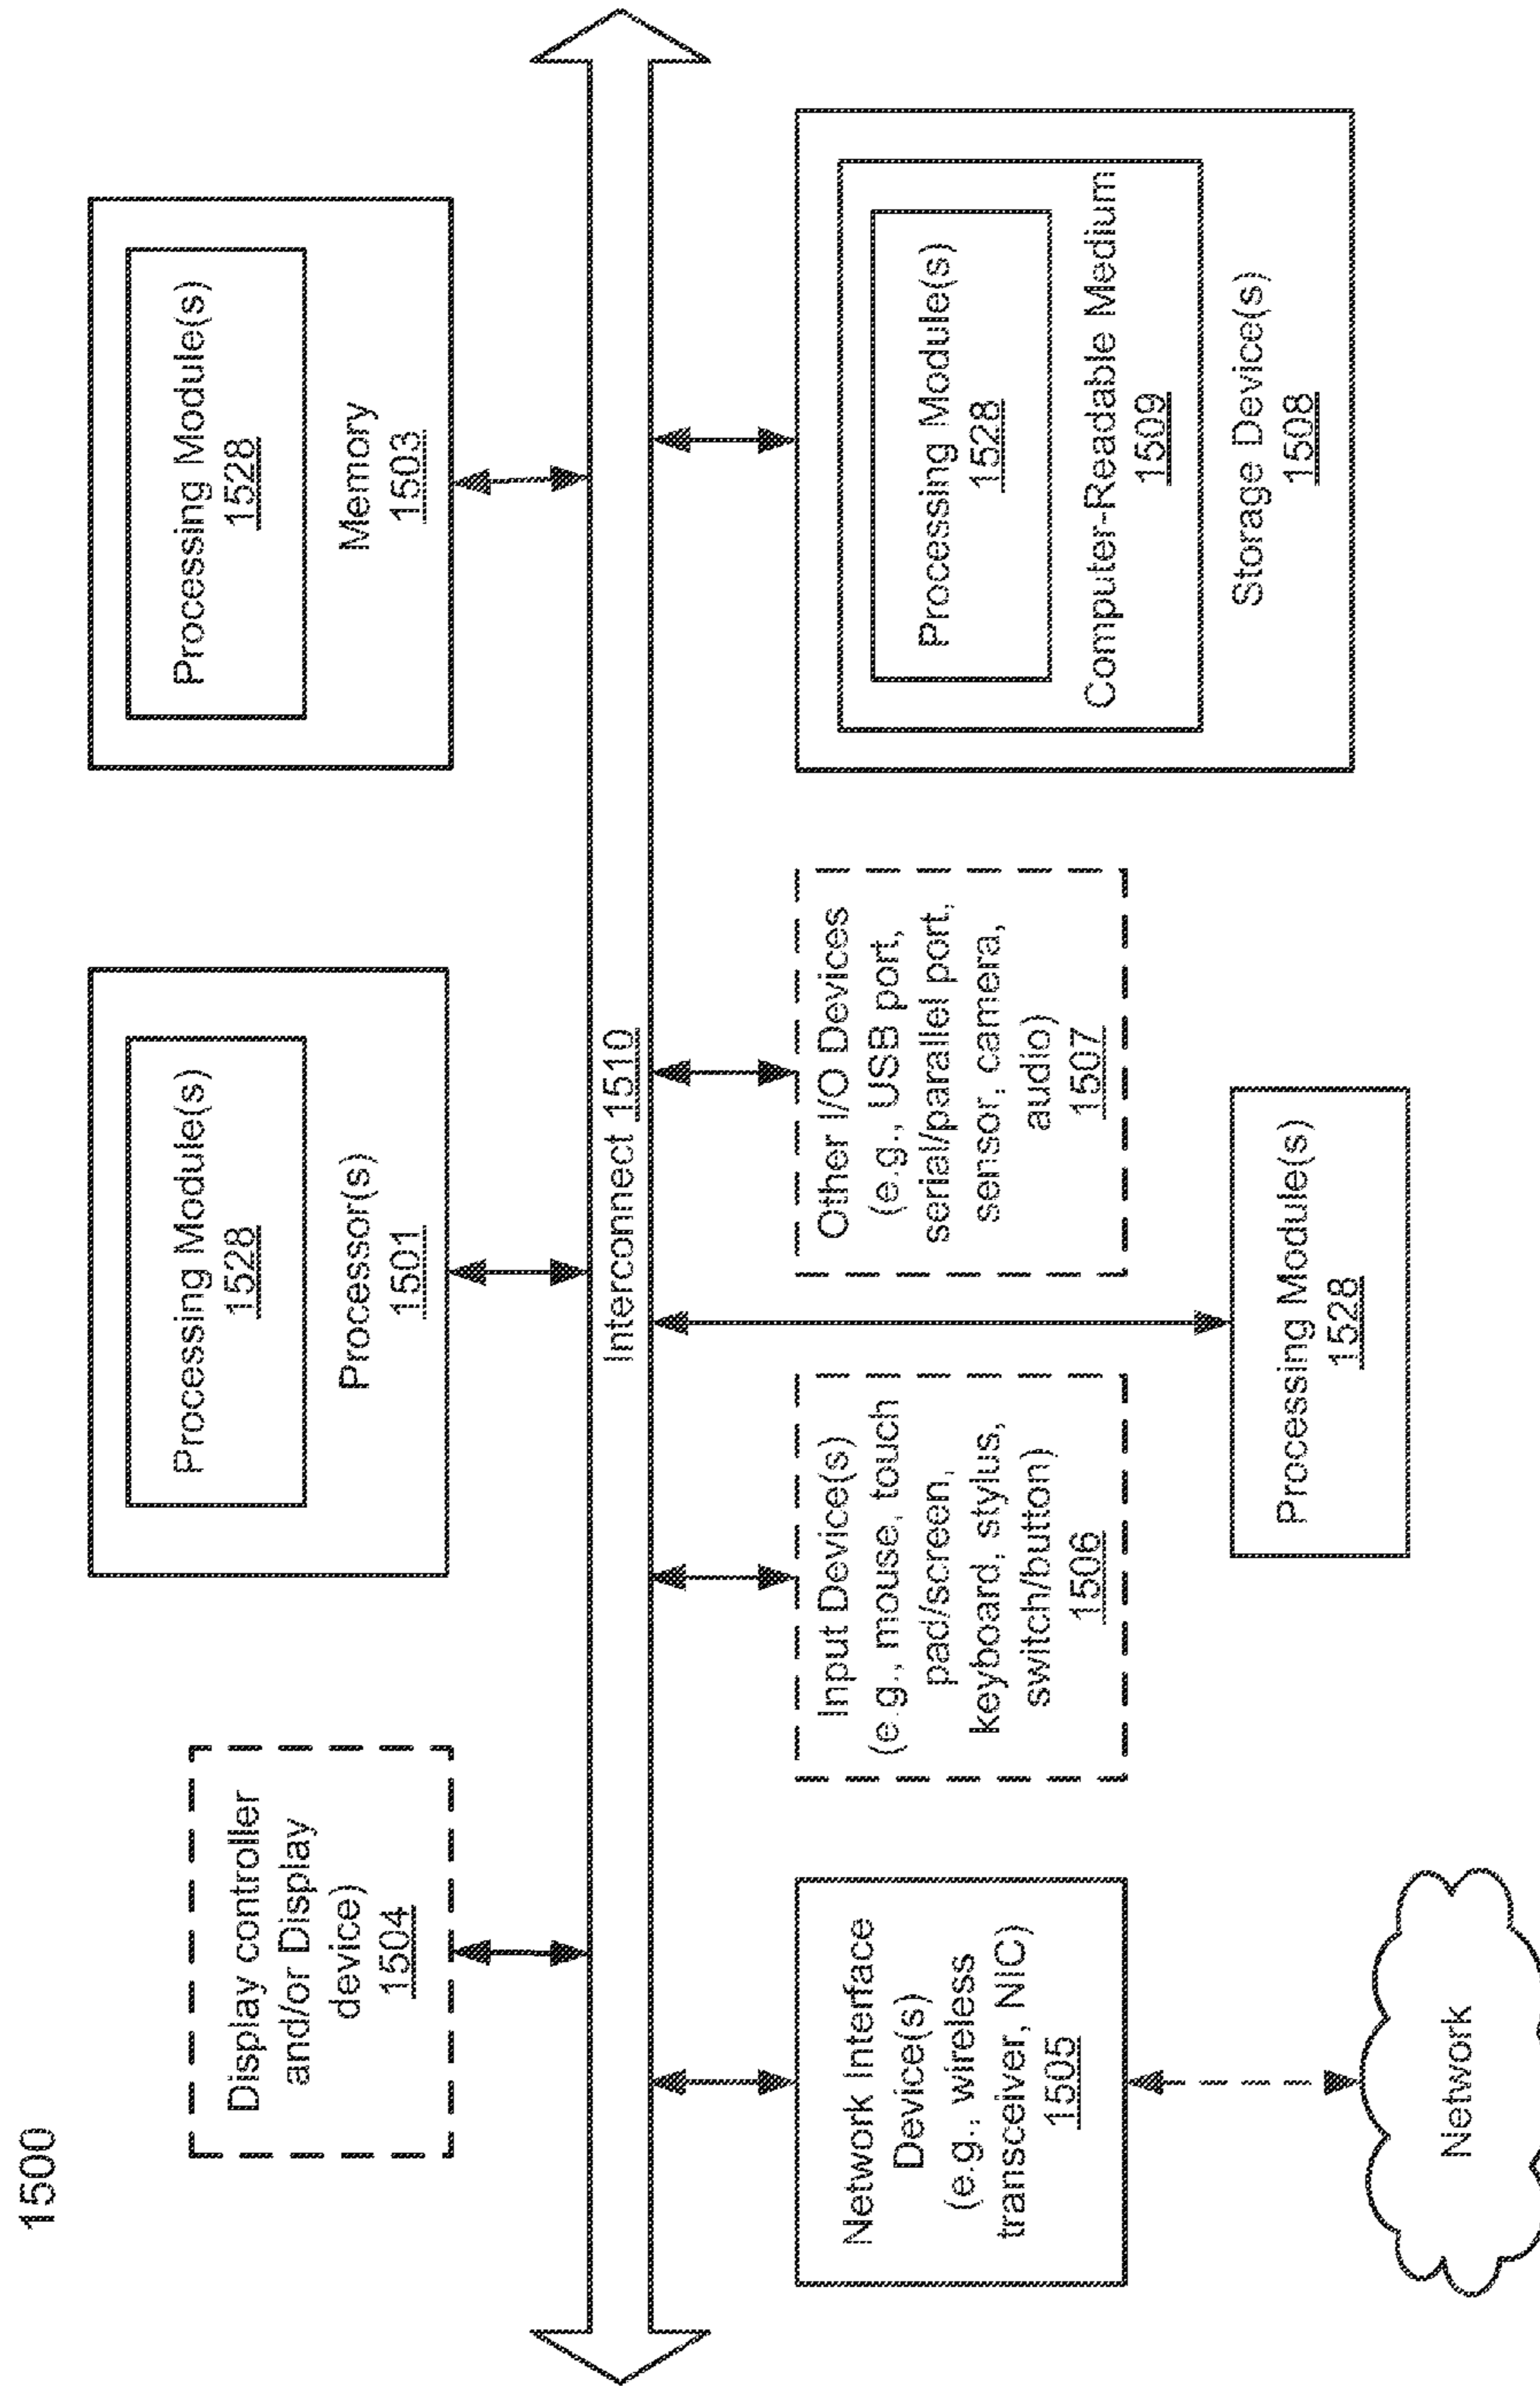 1500
Display controller
and/or Display
device)
1504
Processing Module(s)
1528
Processor(s)
1501
Processing Module(s)
1528
Memory
1503
Interconnect 1510
Network Interface
Device(s)
(e.g., wireless
transceiver, NIC)
1505
Input Device(s)
(e.g., mouse, touch
pad/screen,
keyboard, stylus,
switch/button)
1506
Other I/O Devices
(e.g., USB port,
serial/parallel port,
sensor, camera,
audio)
1507
Processing Module(s)
1528
Computer-Readable Medium
1509
Storage Device(s)
1508
Network
Processing Module(s)
1528